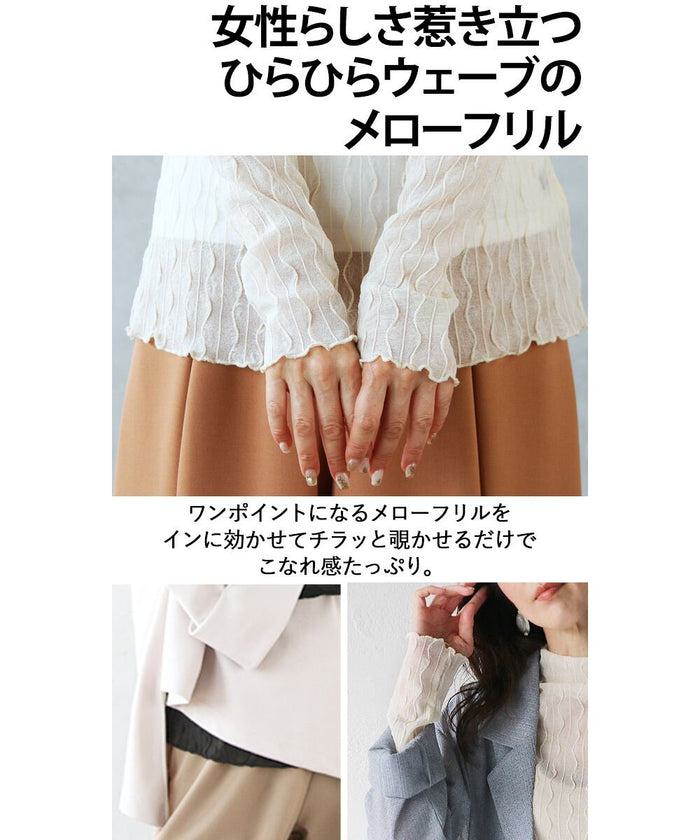 女性らしさ惹き立つ
ひらひらウェーブの
メローフリル
ワンポイントになるメローフリルを
インに効かせてチラッと覗かせるだけで
こなれ感たっぷり。